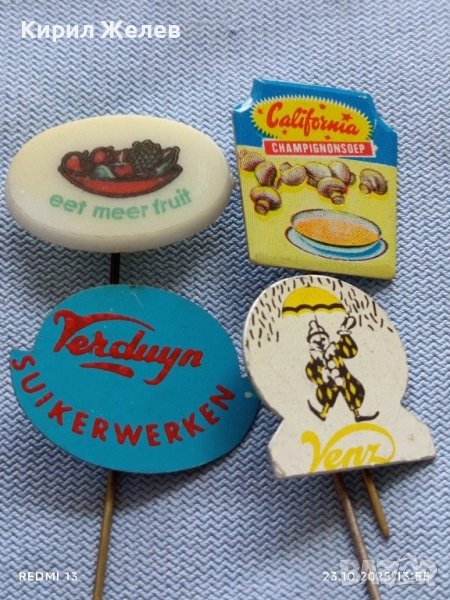 Кирил Желев
eet meer fruit
California
CHAMPIGNONSOEP
Verduyn
SUIKERWERKEN
Venz
REDMI 13
23.10.2025 13:54